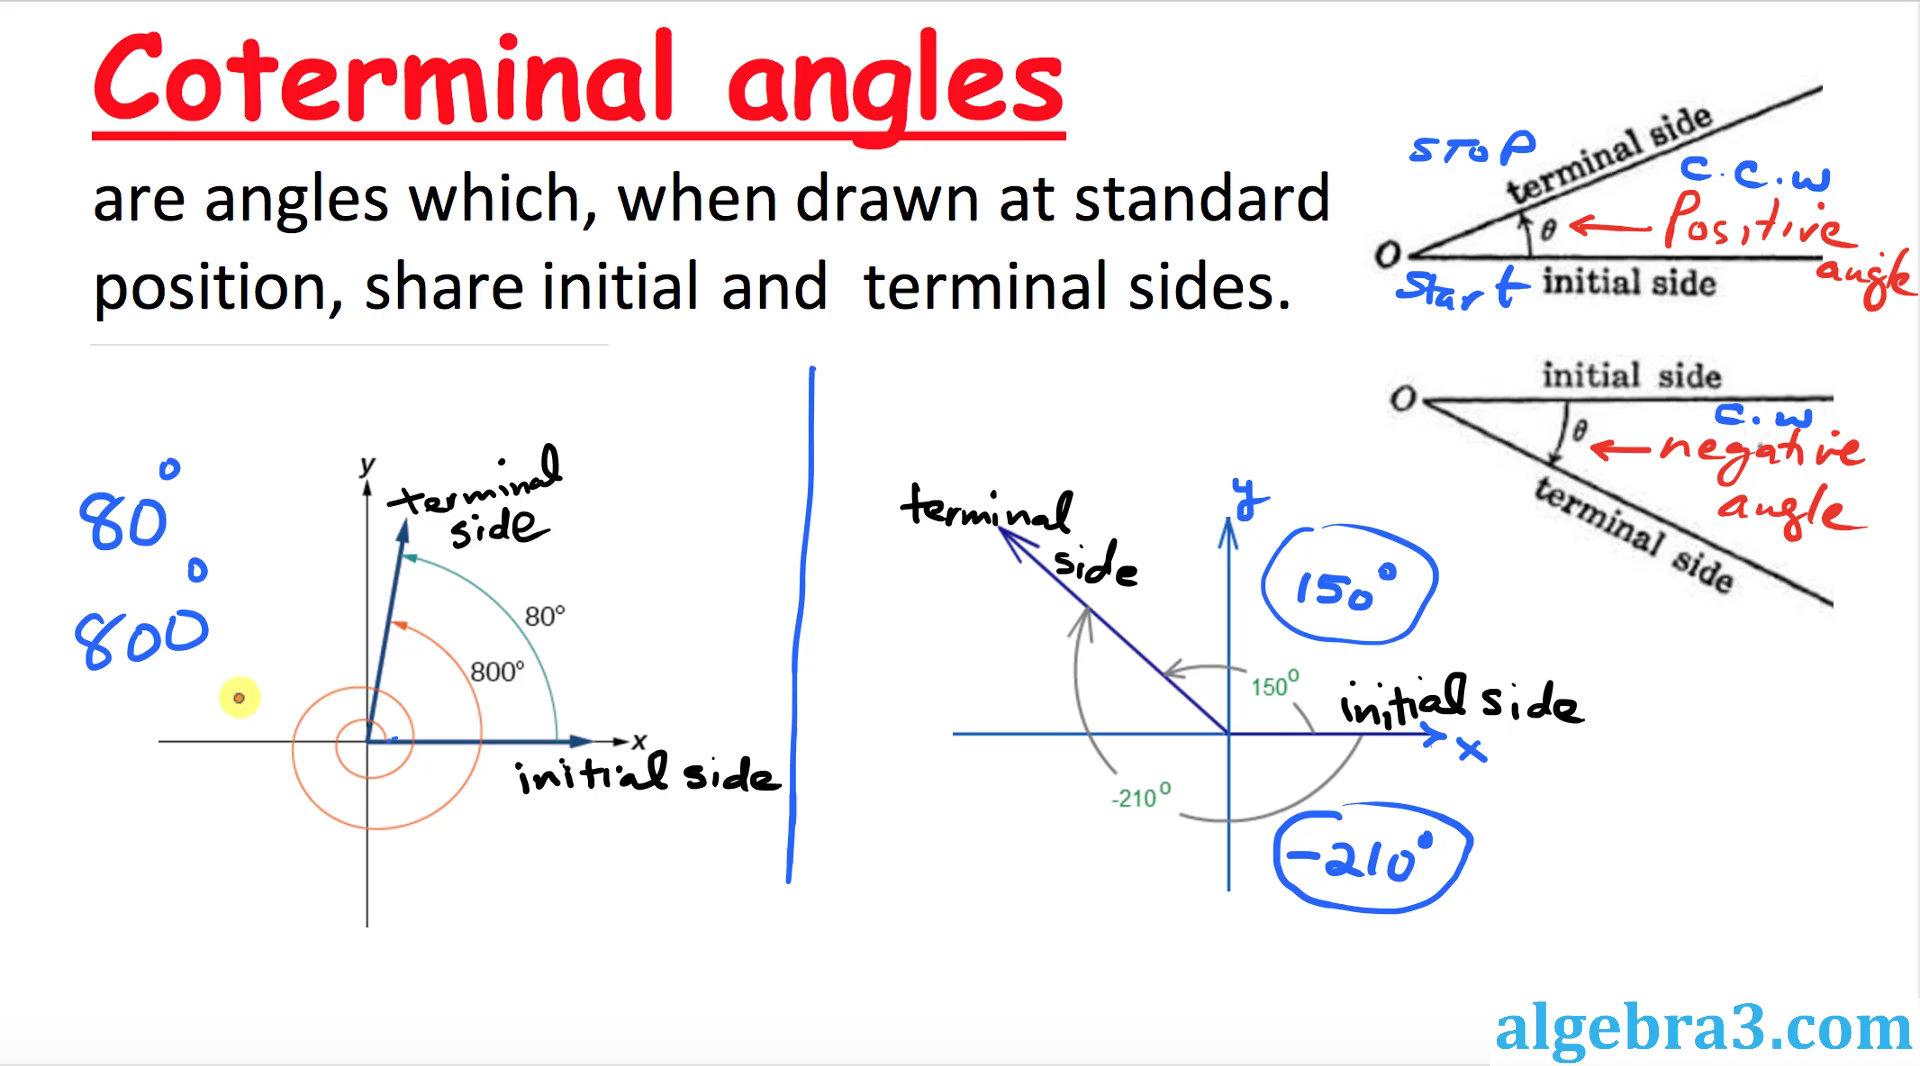 Coterminal angles
are angles which, when drawn at standard
position, share initial and terminal sides.
STOP
terminal side
c.c.w
O
θ
Positive
angle
Start
initial side
initial side
O
c.w
θ
negative
angle
terminal side
80°
800°
y
terminal
side
80°
800°
x
initial side
terminal
side
y
150°
150°
initial side
x
-210°
-210°
algebra3.com